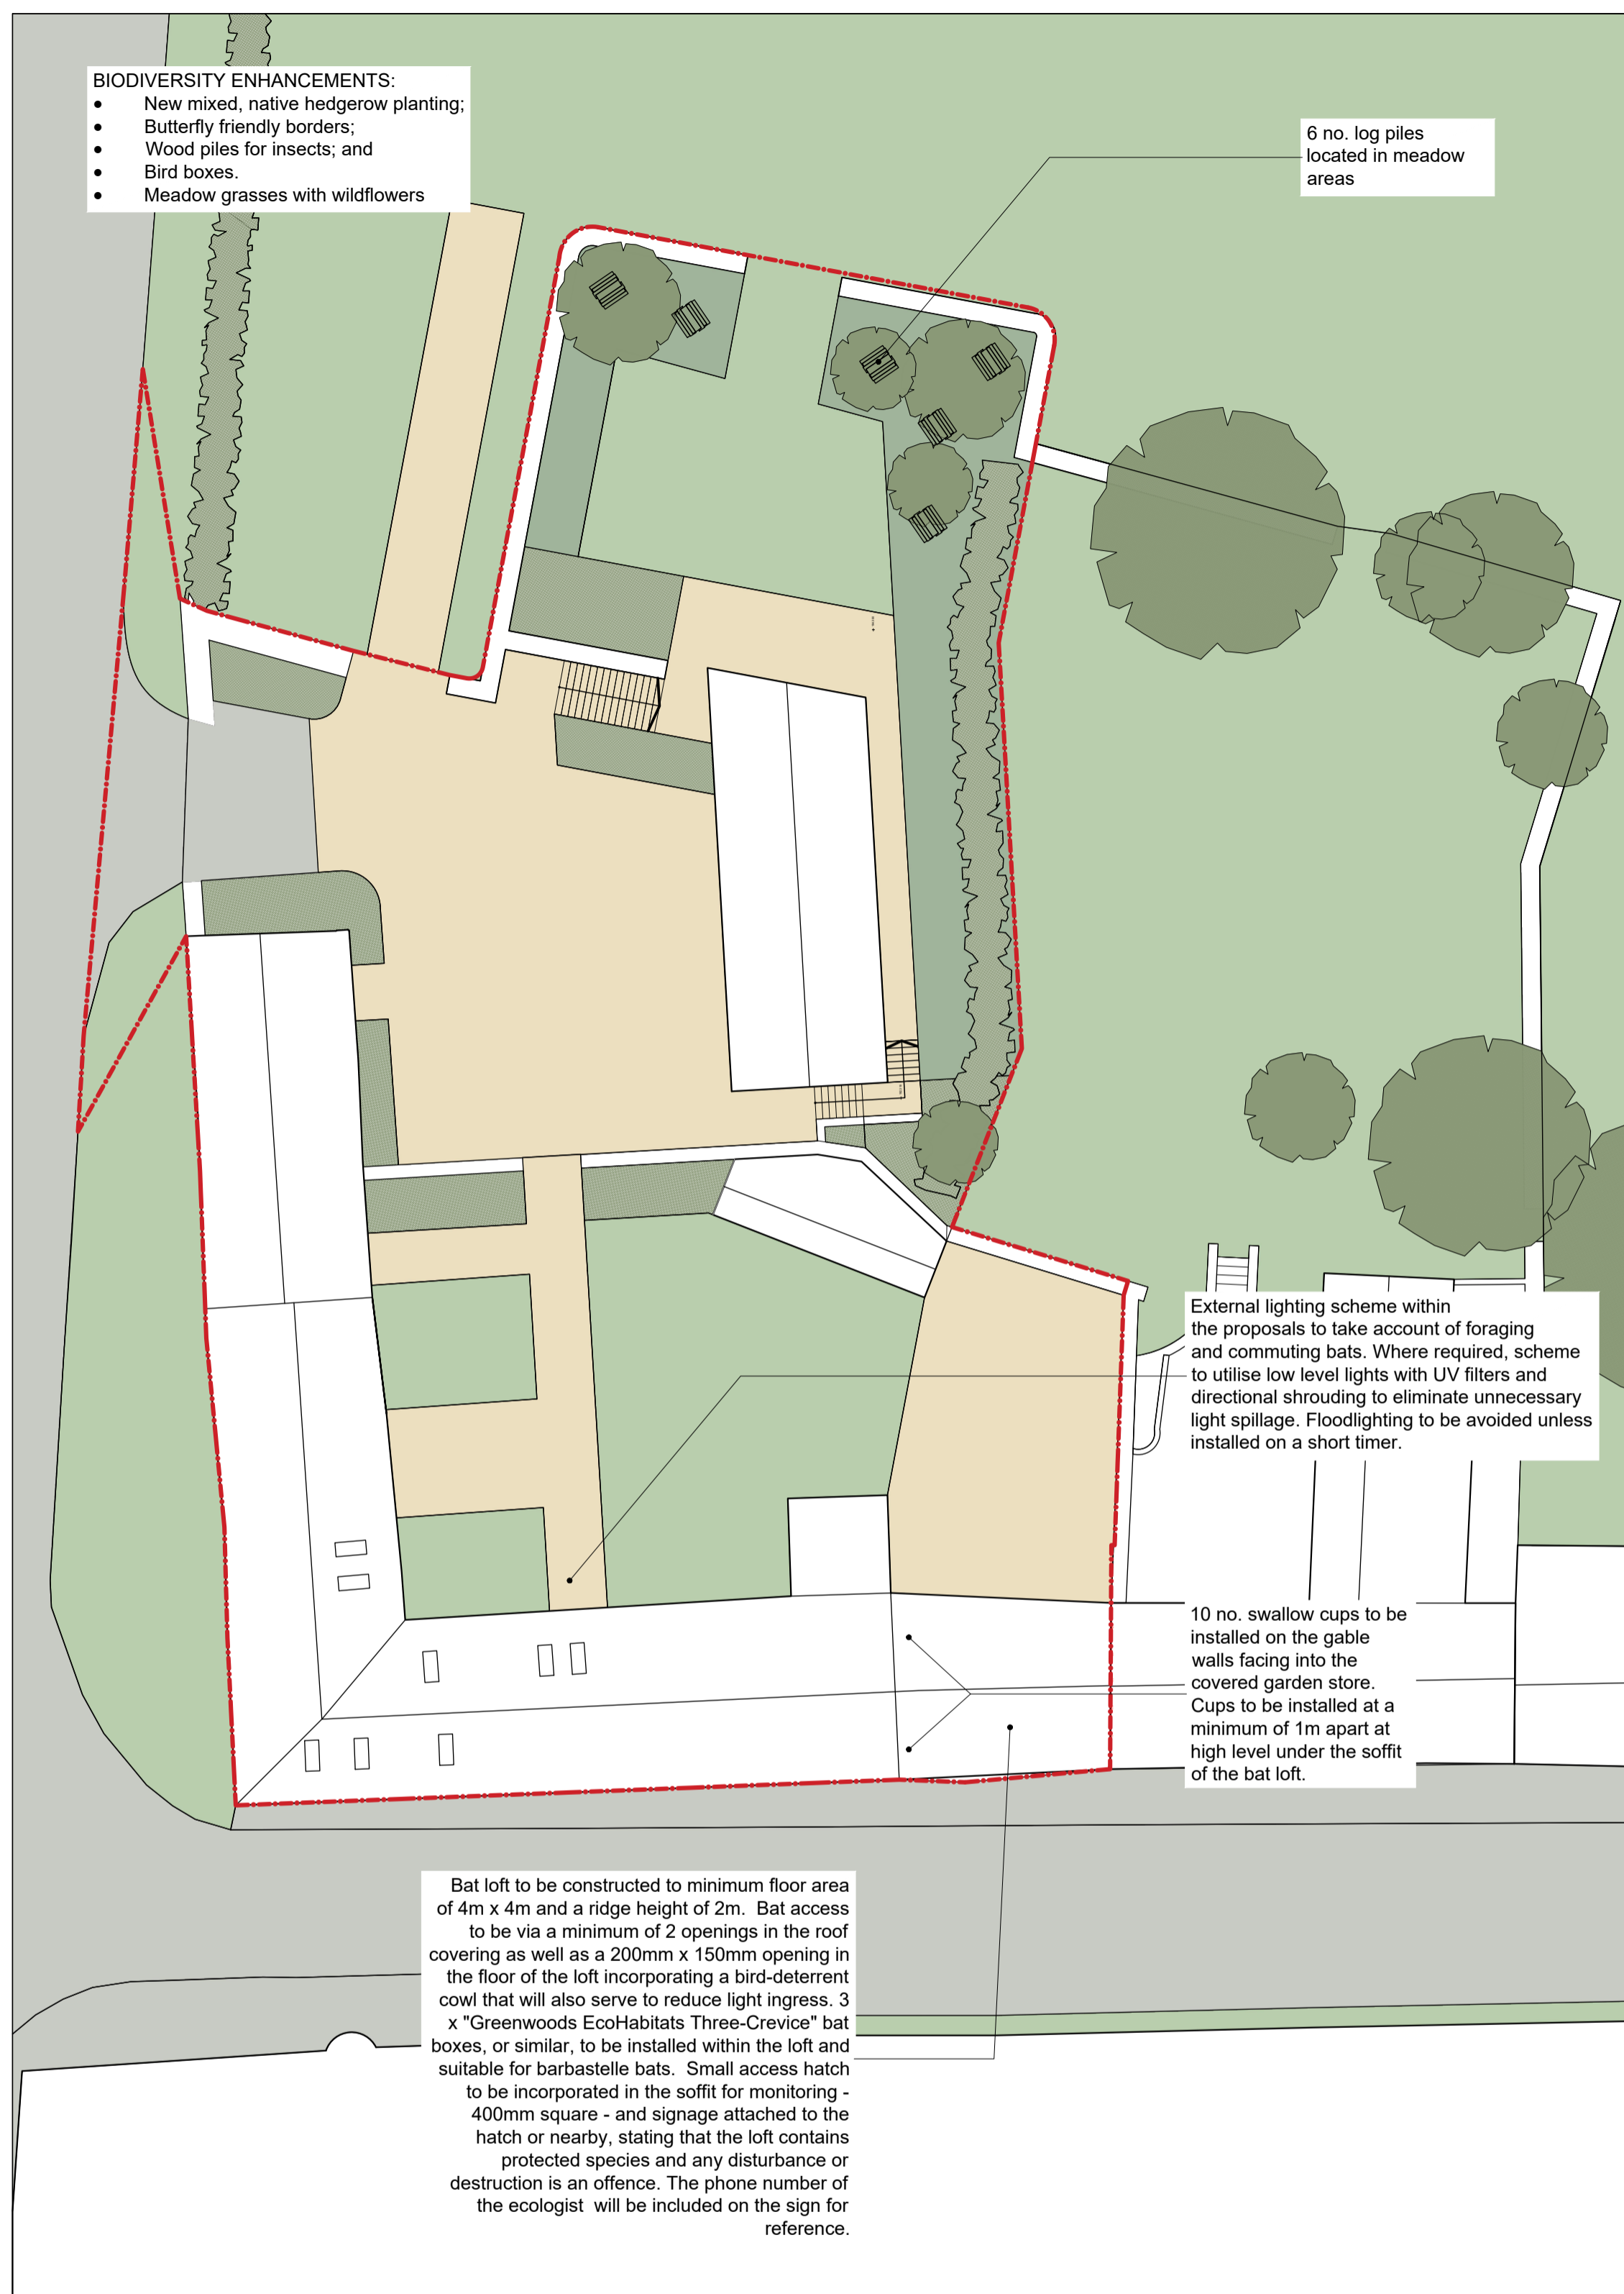 BIODIVERSITY ENHANCEMENTS:
• New mixed, native hedgerow planting;
• Butterfly friendly borders;
• Wood piles for insects; and
• Bird boxes.
• Meadow grasses with wildflowers
6 no. log piles
located in meadow
areas
External lighting scheme within
the proposals to take account of foraging
and commuting bats. Where required, scheme
to utilise low level lights with UV filters and
directional shrouding to eliminate unnecessary
light spillage. Floodlighting to be avoided unless
installed on a short timer.
10 no. swallow cups to be
installed on the gable
walls facing into the
covered garden store.
Cups to be installed at a
minimum of 1m apart at
high level under the soffit
of the bat loft.
Bat loft to be constructed to minimum floor area
of 4m x 4m and a ridge height of 2m. Bat access
to be via a minimum of 2 openings in the roof
covering as well as a 200mm x 150mm opening in
the floor of the loft incorporating a bird-deterrent
cowl that will also serve to reduce light ingress. 3
x "Greenwoods EcoHabitats Three-Crevice" bat
boxes, or similar, to be installed within the loft and
suitable for barbastelle bats. Small access hatch
to be incorporated in the soffit for monitoring -
400mm square - and signage attached to the
hatch or nearby, stating that the loft contains
protected species and any disturbance or
destruction is an offence. The phone number of
the ecologist will be included on the sign for
reference.